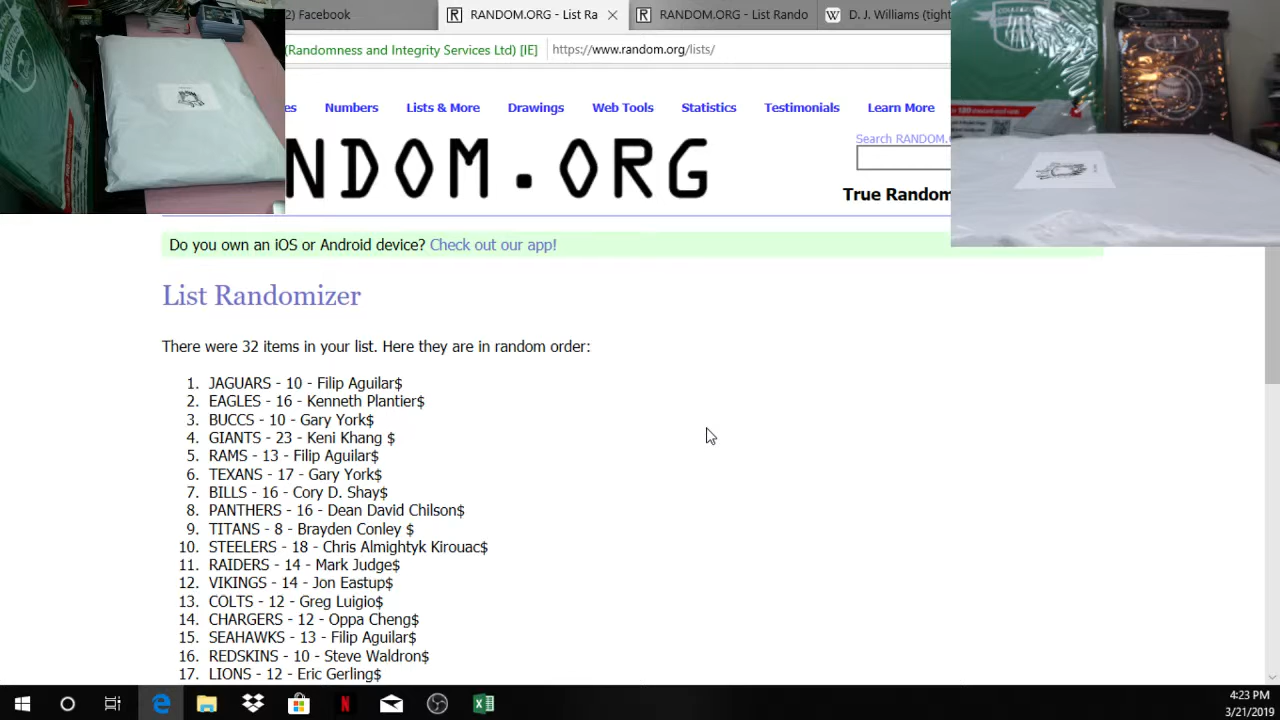 2) Facebook
RANDOM.ORG - List Ra
RANDOM.ORG - List Rando
W D. J. Williams (tight
(Randomness and Integrity Services Ltd) [IE]
https://www.random.org/lists/
es Numbers Lists & More Drawings Web Tools Statistics Testimonials Learn More
Search RANDOM.
NDOM.ORG
True Random
Do you own an iOS or Android device? Check out our app!
List Randomizer
There were 32 items in your list. Here they are in random order:
1. JAGUARS - 10 - Filip Aguilar$
2. EAGLES - 16 - Kenneth Plantier$
3. BUCCS - 10 - Gary York$
4. GIANTS - 23 - Keni Khang $
5. RAMS - 13 - Filip Aguilar$
6. TEXANS - 17 - Gary York$
7. BILLS - 16 - Cory D. Shay$
8. PANTHERS - 16 - Dean David Chilson$
9. TITANS - 8 - Brayden Conley $
10. STEELERS - 18 - Chris Almightyk Kirouac$
11. RAIDERS - 14 - Mark Judge$
12. VIKINGS - 14 - Jon Eastup$
13. COLTS - 12 - Greg Luigio$
14. CHARGERS - 12 - Oppa Cheng$
15. SEAHAWKS - 13 - Filip Aguilar$
16. REDSKINS - 10 - Steve Waldron$
17. LIONS - 12 - Eric Gerling$
4:23 PM
3/21/2019